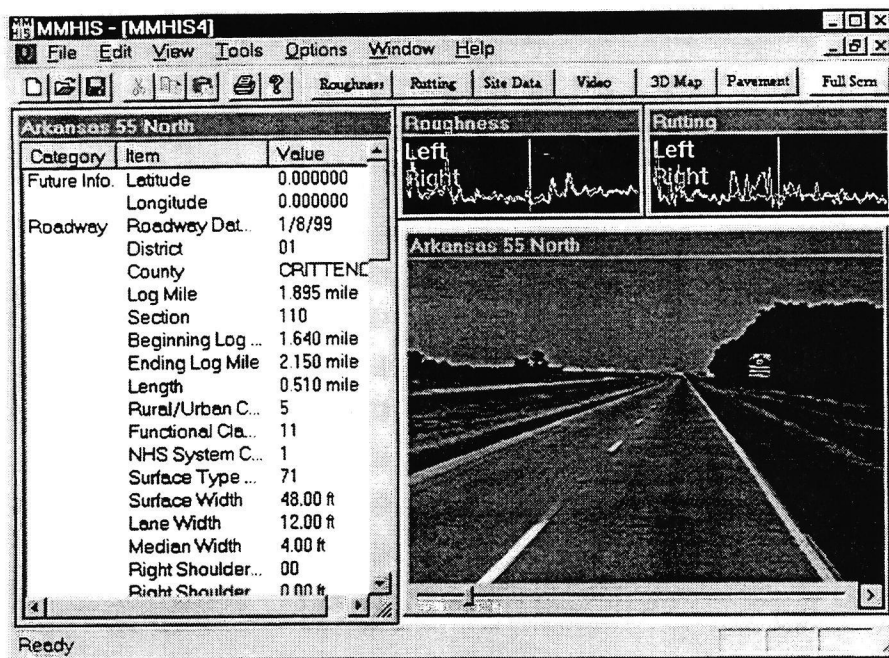 MMHIS - [MMHIS4]
File Edit View Tools Options Window Help
Roughness Rutting Site Data Video 3D Map Pavement Full Scrn
Arkansas 55 North
Category Item Value
Future Info. Latitude 0.000000
Longitude 0.000000
Roadway Roadway Dat.. 1/8/99
District 01
County CRITTEND
Log Mile 1.895 mile
Section 110
Beginning Log ... 1.640 mile
Ending Log Mile 2.150 mile
Length 0.510 mile
Rural/Urban C... 5
Functional Cla... 11
NHS System C... 1
Surface Type ... 71
Surface Width 48.00 ft
Lane Width 12.00 ft
Median Width 4.00 ft
Right Shoulder... 00
Right Shoulder 0.00 ft
Roughness
Left
Right
Rutting
Left
Right
Arkansas 55 North
Ready